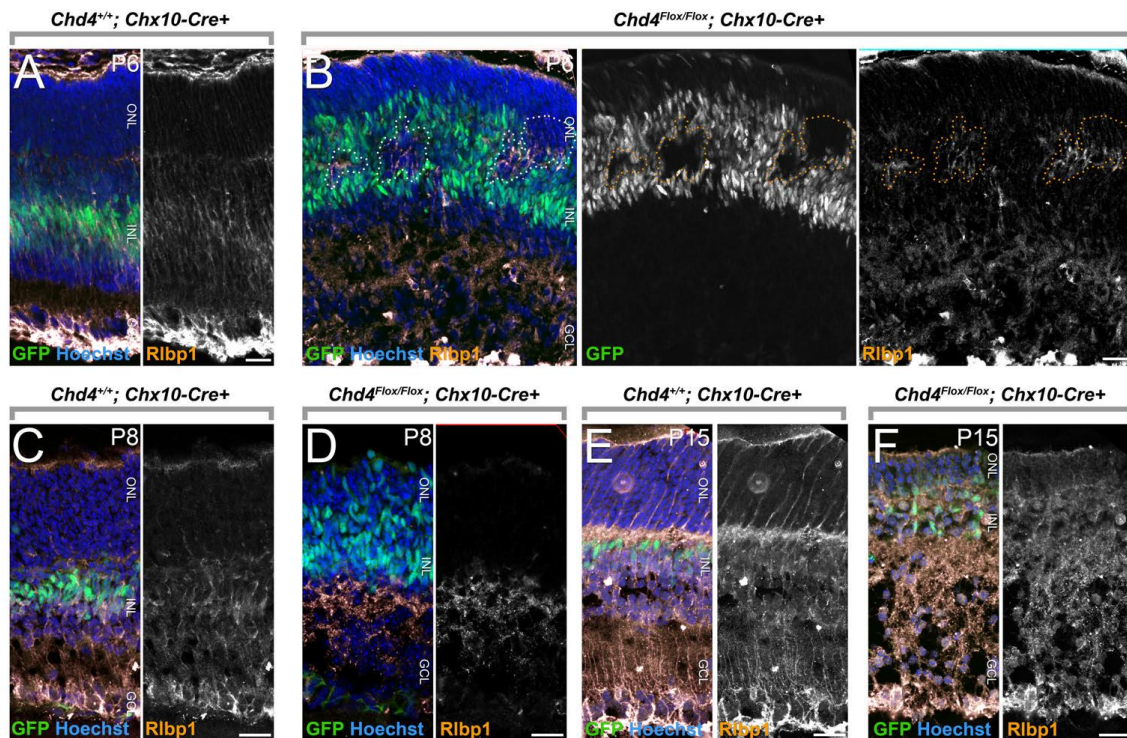 Chd4+/+; Chx10-Cre+
Chd4Flox/Flox; Chx10-Cre+
A
P6
ONL
INL
GCL
GFP Hoechst Rlbp1
B
P6
ONL
INL
GCL
GFP Hoechst Rlbp1
GFP
Rlbp1
Chd4+/+; Chx10-Cre+
Chd4Flox/Flox; Chx10-Cre+
Chd4+/+; Chx10-Cre+
Chd4Flox/Flox; Chx10-Cre+
C
P8
ONL
INL
GCL
GFP Hoechst
Rlbp1
D
P8
ONL
INL
GCL
GFP Hoechst
Rlbp1
E
P15
ONL
INL
GCL
GFP Hoechst
Rlbp1
F
P15
ONL
INL
GCL
GFP Hoechst
Rlbp1